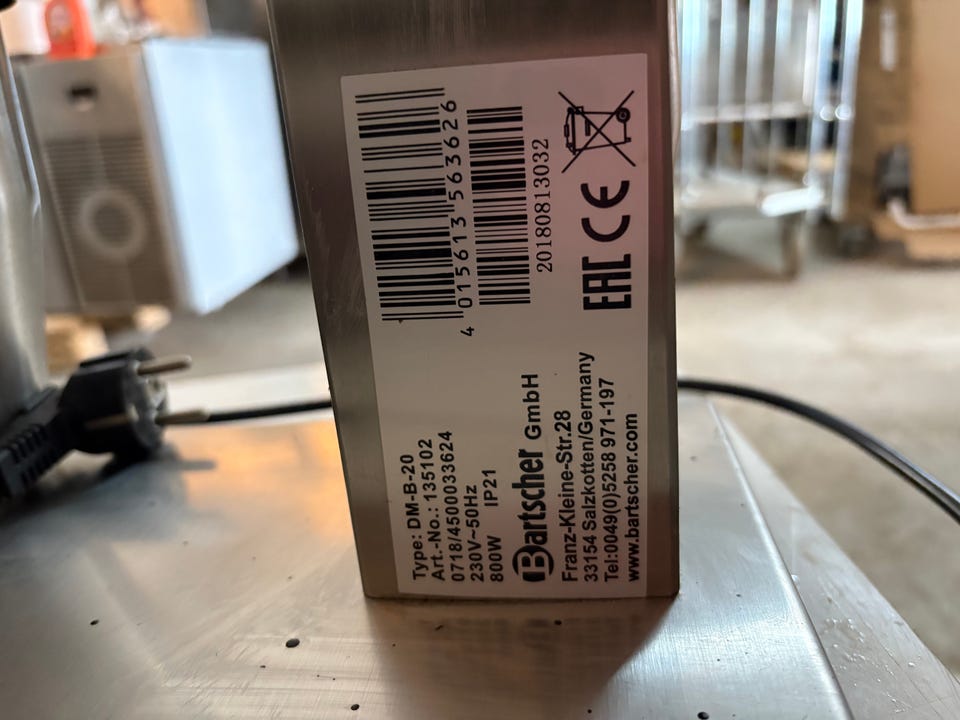 4 015613 563626
20180813032
EAC CE
Type: DM-B-20
Art.-No.: 135102
0718/4500033624
230V~50Hz
800W IP21
Bartscher GmbH
Franz-Kleine-Str.28
33154 Salzkotten/Germany
Tel:0049(0)5258 971-197
www.bartscher.com